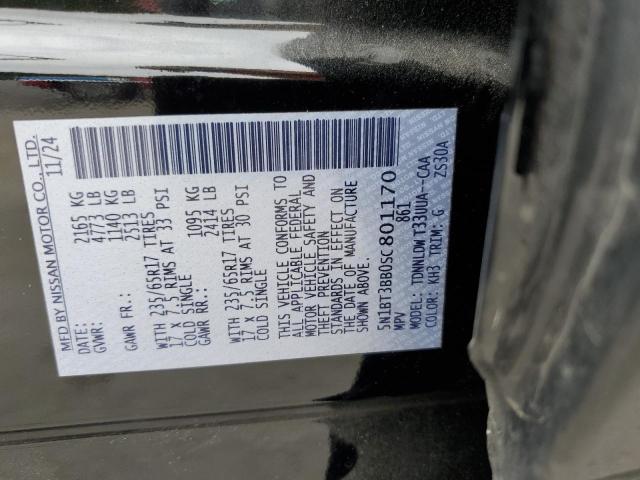 MFD BY NISSAN MOTOR CO., LTD.
DATE: 11/24
GVWR: 2165 KG
4773 LB
GAWR FR: 1140 KG
2513 LB
WITH 235/65R17 TIRES
17 X 7.5 RIMS AT 33 PSI
COLD SINGLE
GAWR RR: 1095 KG
2414 LB
WITH 235/65R17 TIRES
17 X 7.5 RIMS AT 30 PSI
COLD SINGLE
THIS VEHICLE CONFORMS TO
ALL APPLICABLE FEDERAL
MOTOR VEHICLE SAFETY AND
THEFT PREVENTION
STANDARDS IN EFFECT ON
THE DATE OF MANUFACTURE
SHOWN ABOVE.
5N1BT3BB0SC801170
MPV 861
MODEL: TDNNLDWT33UUA--CAA
COLOR: KH3 TRIM: G ZS30A